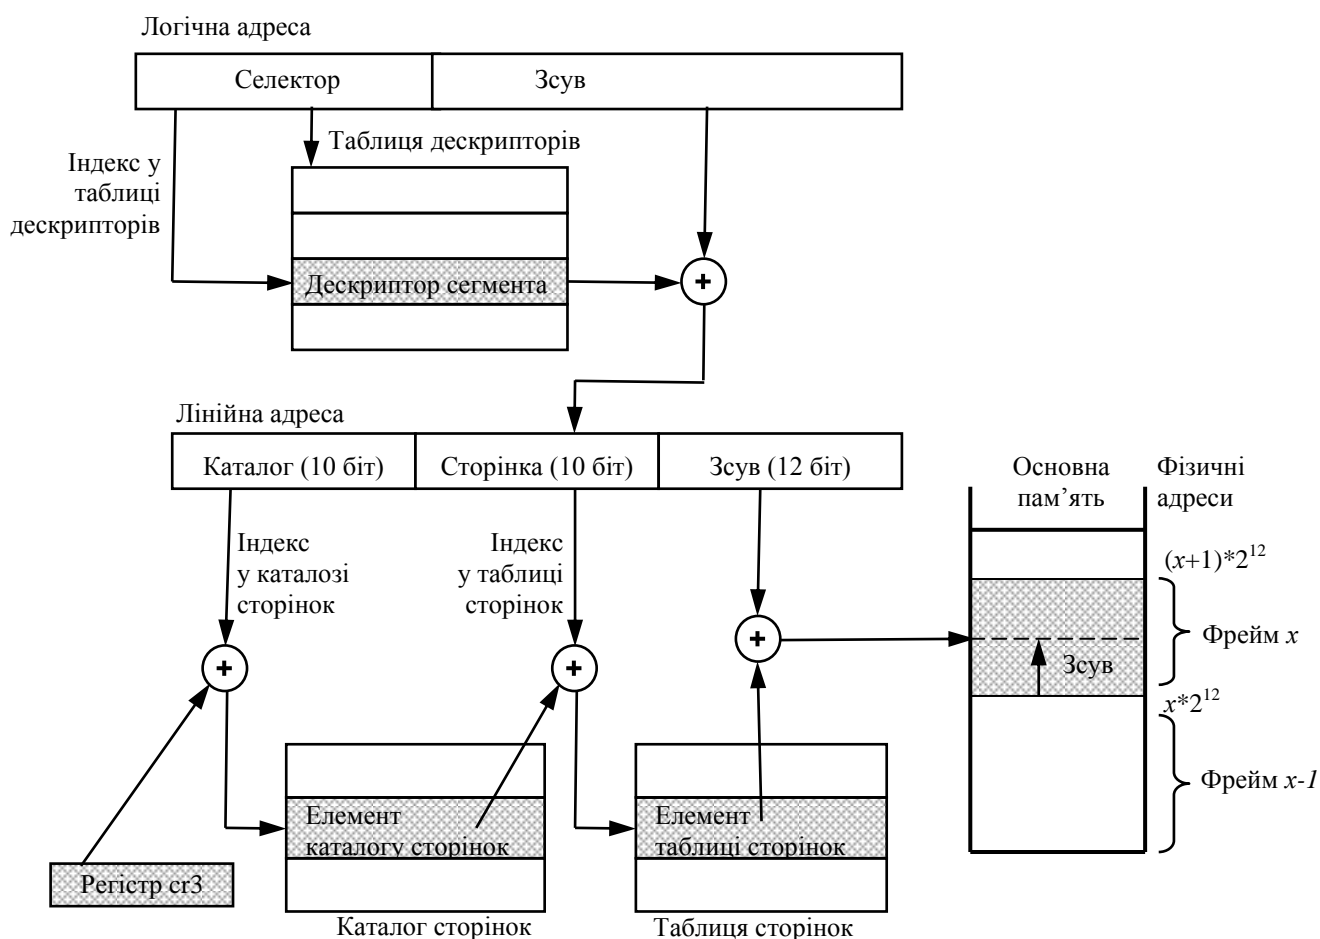 Логічна адреса
Селектор
Зсув
Таблиця дескрипторів
Індекс у
таблиці
дескрипторів
Дескриптор сегмента
+
Лінійна адреса
Каталог (10 біт)
Сторінка (10 біт)
Зсув (12 біт)
Основна
пам’ять
Фізичні
адреси
Індекс
у каталозі
сторінок
Індекс
у таблиці
сторінок
(x+1)*2^12
+
+
+
Фрейм x
Зсув
x*2^12
Фрейм x-1
Елемент
каталогу сторінок
Елемент
таблиці сторінок
Регістр cr3
Каталог сторінок
Таблиця сторінок